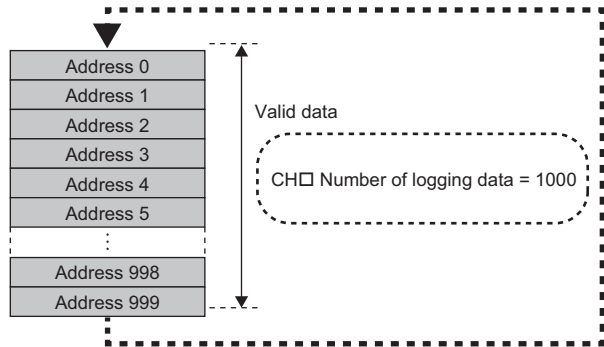 Address 0
Address 1
Address 2
Address 3
Address 4
Address 5
⋮
Address 998
Address 999
Valid data
CH□ Number of logging data = 1000